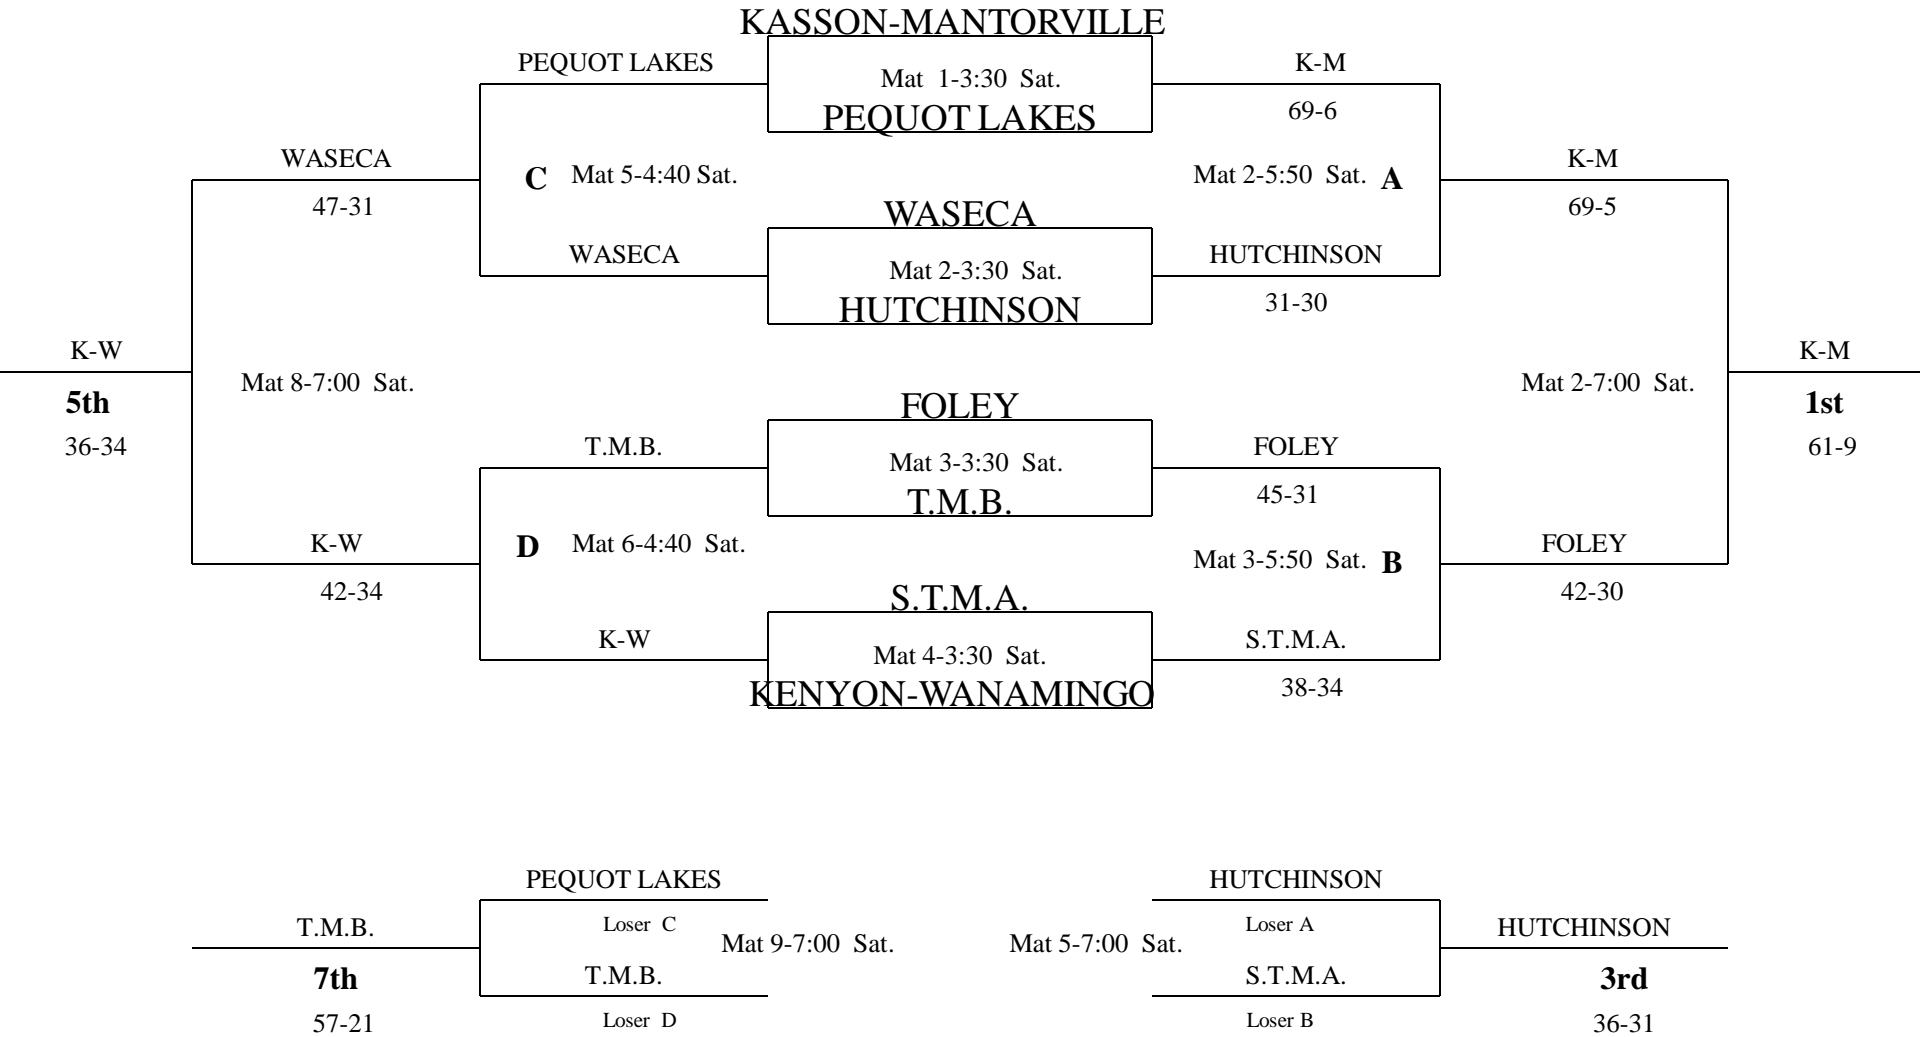 KASSON-MANTORVILLE
PEQUOT LAKES
Mat  1-3:30  Sat.
K-M
PEQUOT LAKES
69-6
WASECA
C
Mat 5-4:40 Sat.
Mat 2-5:50  Sat.
A
K-M
47-31
WASECA
69-5
WASECA
Mat 2-3:30  Sat.
HUTCHINSON
HUTCHINSON
31-30
K-W
K-M
Mat 8-7:00  Sat.
Mat 2-7:00  Sat.
5th
FOLEY
1st
36-34
T.M.B.
Mat 3-3:30  Sat.
FOLEY
61-9
T.M.B.
45-31
K-W
D
Mat 6-4:40  Sat.
Mat 3-5:50  Sat.
B
FOLEY
42-34
S.T.M.A.
42-30
K-W
Mat 4-3:30  Sat.
S.T.M.A.
KENYON-WANAMINGO
38-34
PEQUOT LAKES
HUTCHINSON
T.M.B.
Loser  C
Mat 9-7:00  Sat.
Mat 5-7:00  Sat.
Loser A
HUTCHINSON
7th
T.M.B.
S.T.M.A.
3rd
57-21
Loser  D
Loser B
36-31